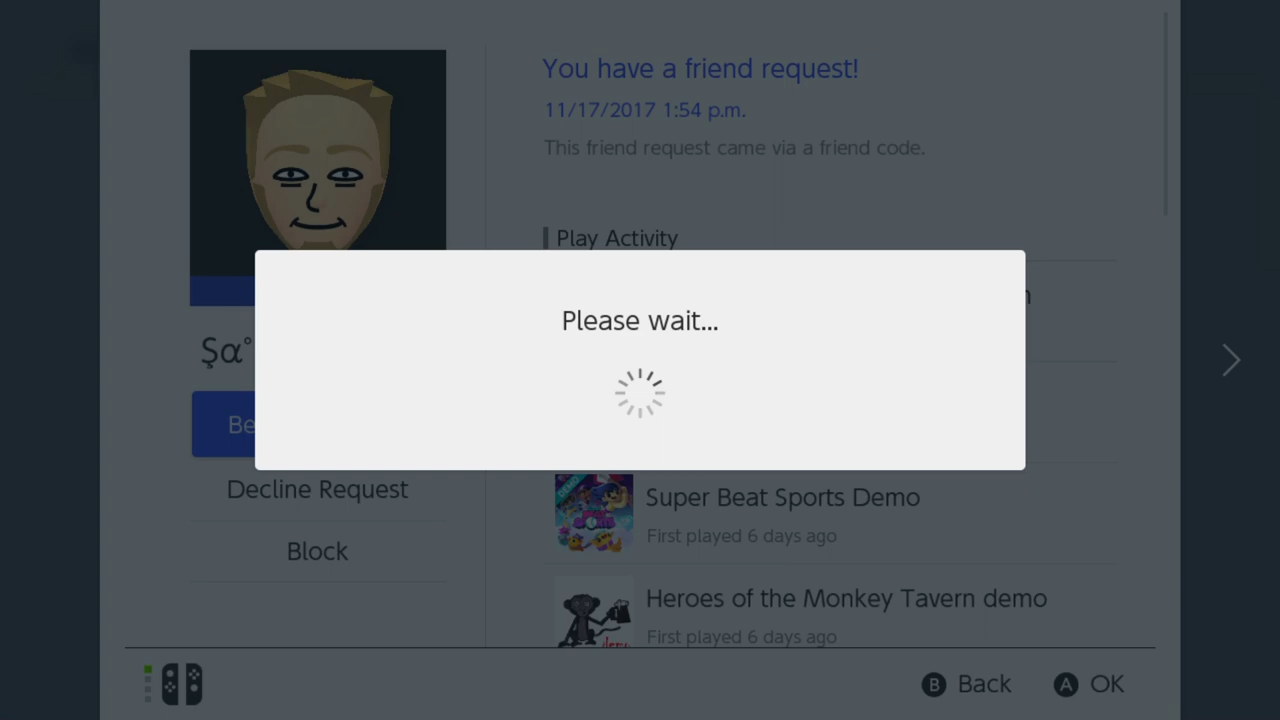 You have a friend request!
11/17/2017 1:54 p.m.
This friend request came via a friend code.
Play Activity
Please wait...
Decline Request
Block
DEMO
Super Beat Sports Demo
First played 6 days ago
Heroes of the Monkey Tavern demo
First played 6 days ago
B Back
A OK